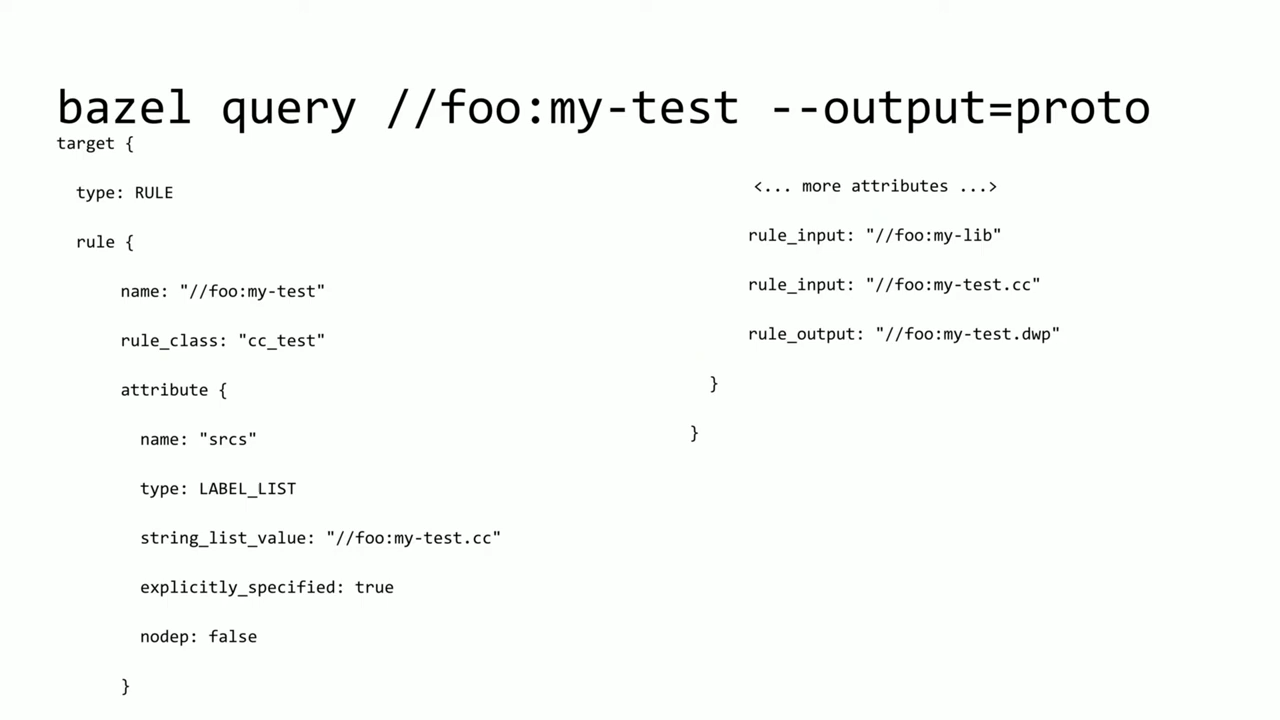 bazel query //foo:my-test --output=proto
target {
type: RULE
rule {
name: "//foo:my-test"
rule_class: "cc_test"
attribute {
name: "srcs"
type: LABEL_LIST
string_list_value: "//foo:my-test.cc"
explicitly_specified: true
nodep: false
}
<... more attributes ...>
rule_input: "//foo:my-lib"
rule_input: "//foo:my-test.cc"
rule_output: "//foo:my-test.dwp"
}
}